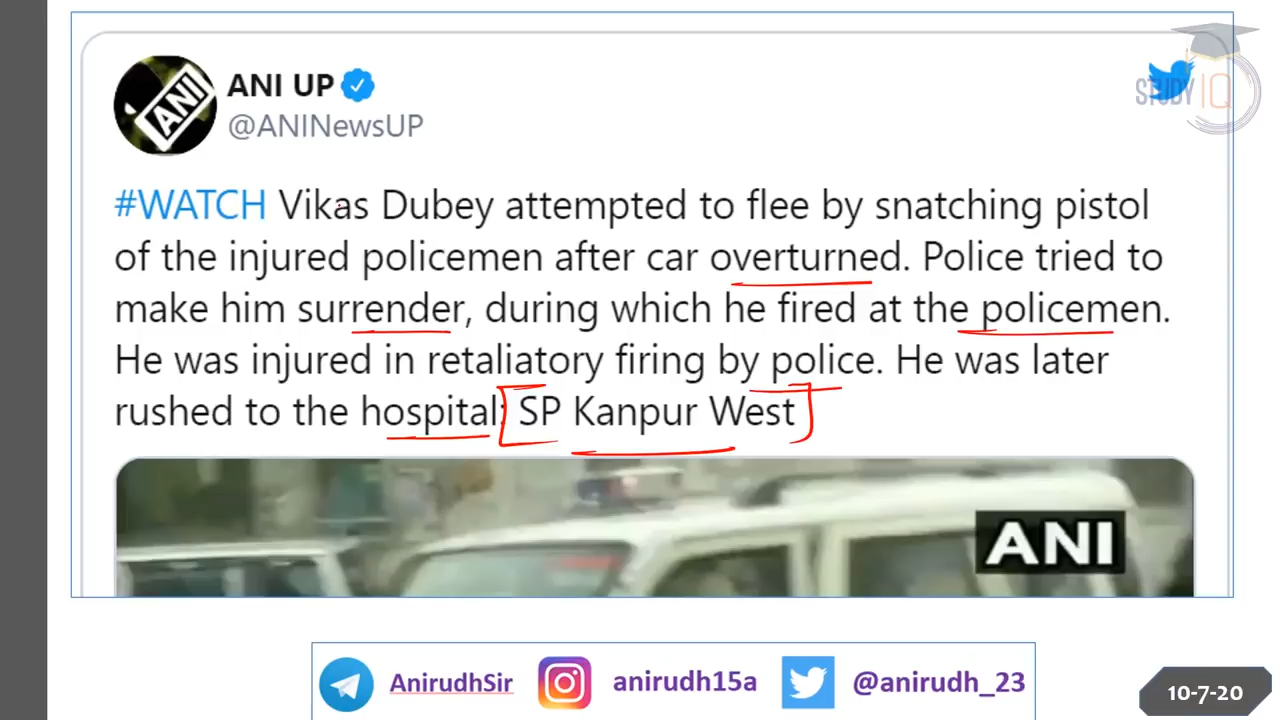 ANI UP
@ANINewsUP
ANI
STUDY IQ
#WATCH Vikas Dubey attempted to flee by snatching pistol
of the injured policemen after car overturned. Police tried to
make him surrender, during which he fired at the policemen.
He was injured in retaliatory firing by police. He was later
rushed to the hospital: SP Kanpur West
ANI
AnirudhSir
anirudh15a
@anirudh_23
10-7-20